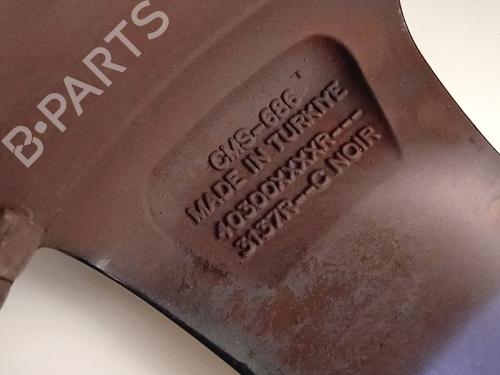 B·PARTS
CMS-686
MADE IN TURKIYE
40300XXXXR---
3137R--C NOIR